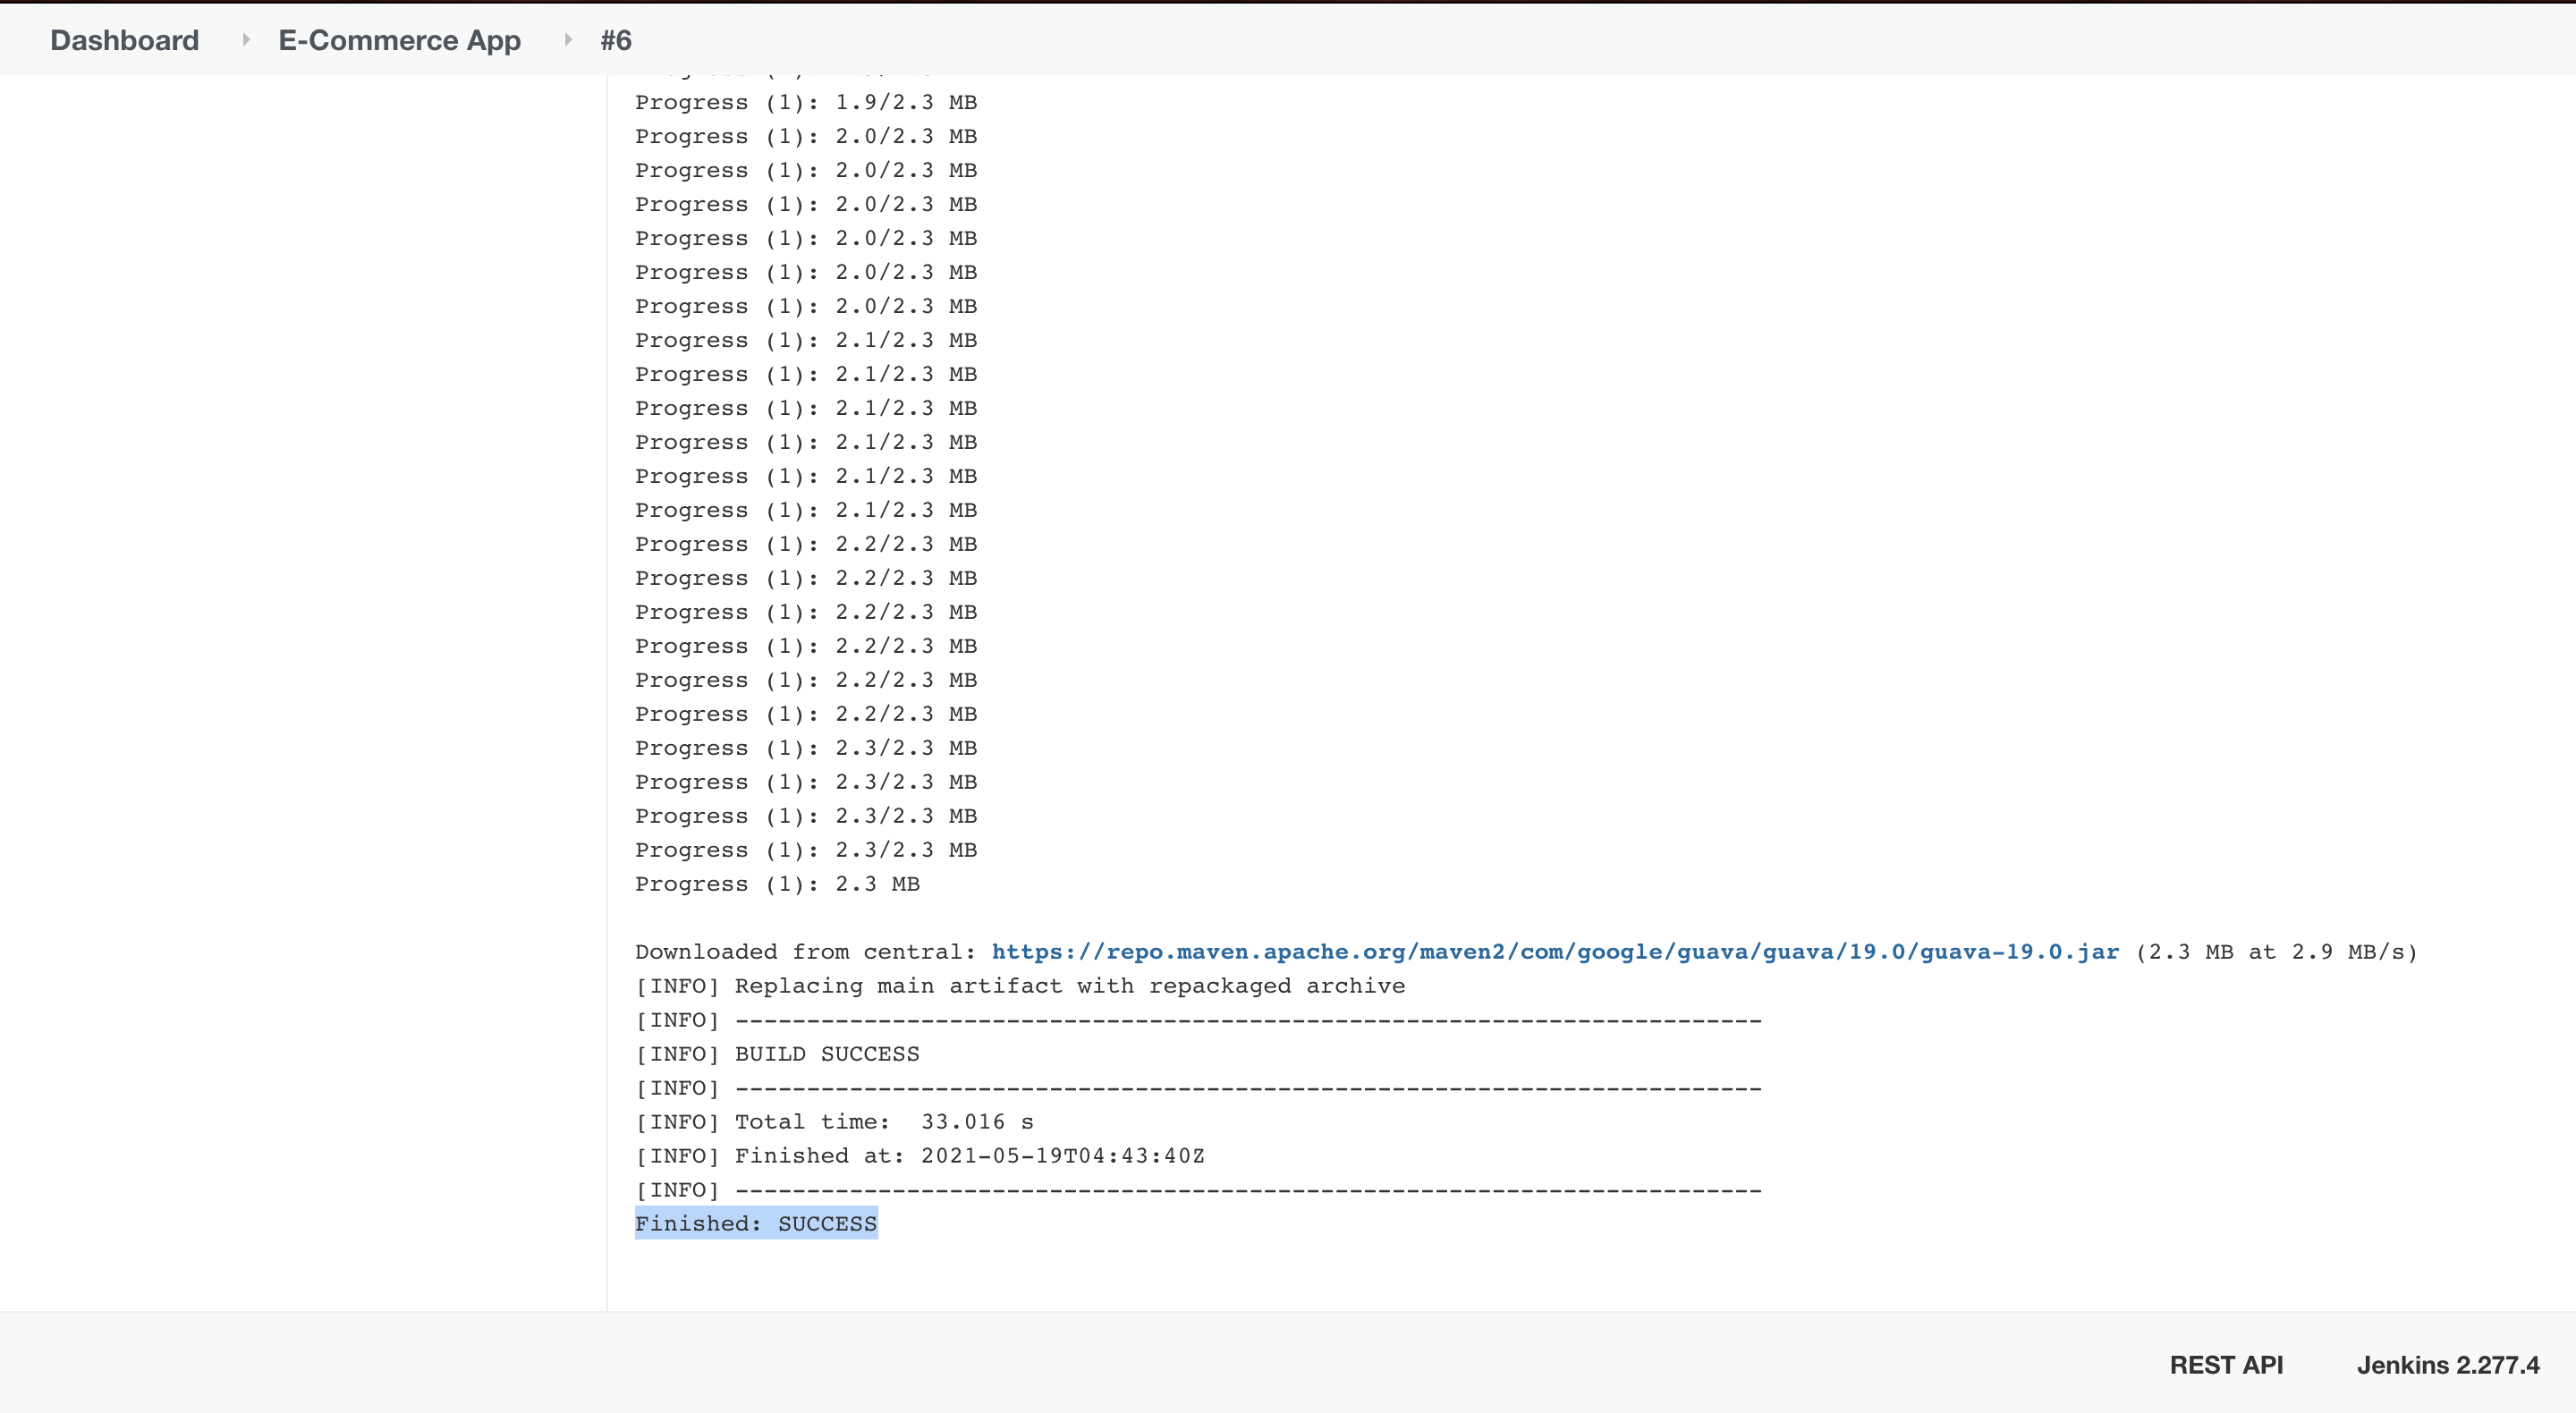 Dashboard E-Commerce App #6
Progress (1): 1.9/2.3 MB
Progress (1): 2.0/2.3 MB
Progress (1): 2.0/2.3 MB
Progress (1): 2.0/2.3 MB
Progress (1): 2.0/2.3 MB
Progress (1): 2.0/2.3 MB
Progress (1): 2.0/2.3 MB
Progress (1): 2.1/2.3 MB
Progress (1): 2.1/2.3 MB
Progress (1): 2.1/2.3 MB
Progress (1): 2.1/2.3 MB
Progress (1): 2.1/2.3 MB
Progress (1): 2.1/2.3 MB
Progress (1): 2.2/2.3 MB
Progress (1): 2.2/2.3 MB
Progress (1): 2.2/2.3 MB
Progress (1): 2.2/2.3 MB
Progress (1): 2.2/2.3 MB
Progress (1): 2.2/2.3 MB
Progress (1): 2.3/2.3 MB
Progress (1): 2.3/2.3 MB
Progress (1): 2.3/2.3 MB
Progress (1): 2.3/2.3 MB
Progress (1): 2.3 MB
Downloaded from central: https://repo.maven.apache.org/maven2/com/google/guava/guava/19.0/guava-19.0.jar (2.3 MB at 2.9 MB/s)
[INFO] Replacing main artifact with repackaged archive
[INFO] ------------------------------------------------------------------------
[INFO] BUILD SUCCESS
[INFO] ------------------------------------------------------------------------
[INFO] Total time:  33.016 s
[INFO] Finished at: 2021-05-19T04:43:40Z
[INFO] ------------------------------------------------------------------------
Finished: SUCCESS
REST API Jenkins 2.277.4